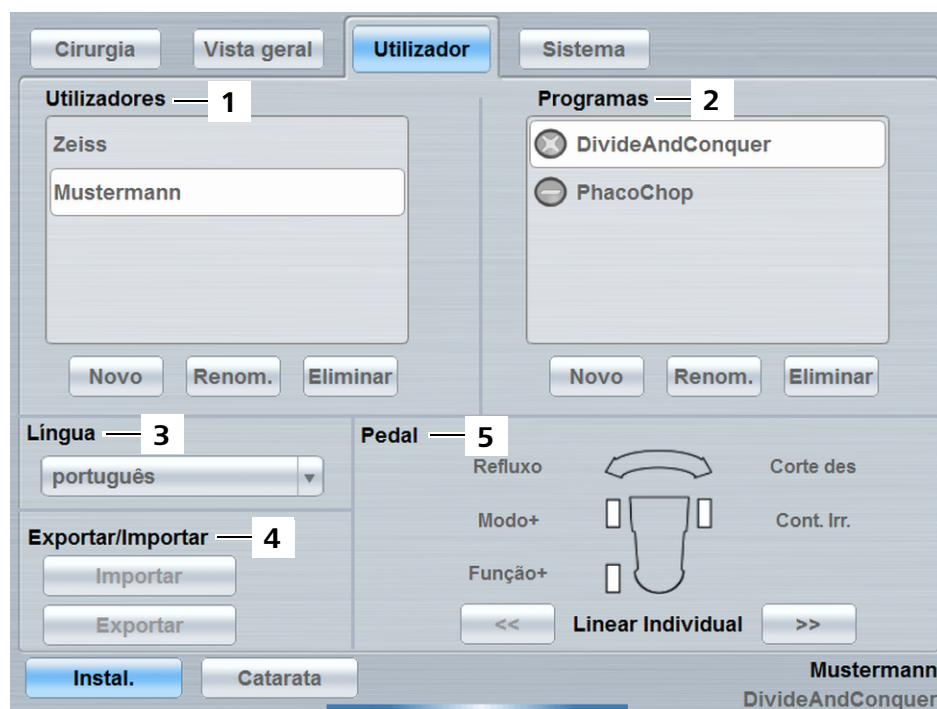 Cirurgia Vista geral Utilizador Sistema
Utilizadores 1
Zeiss
Mustermann
Novo Renom. Eliminar
Programas 2
DivideAndConquer
PhacoChop
Novo Renom. Eliminar
Língua 3
português
Exportar/Importar 4
Importar
Exportar
Pedal 5
Refluxo Corte des
Modo+ Cont. Irr.
Função+
<< Linear Individual >>
Instal. Catarata
Mustermann
DivideAndConquer